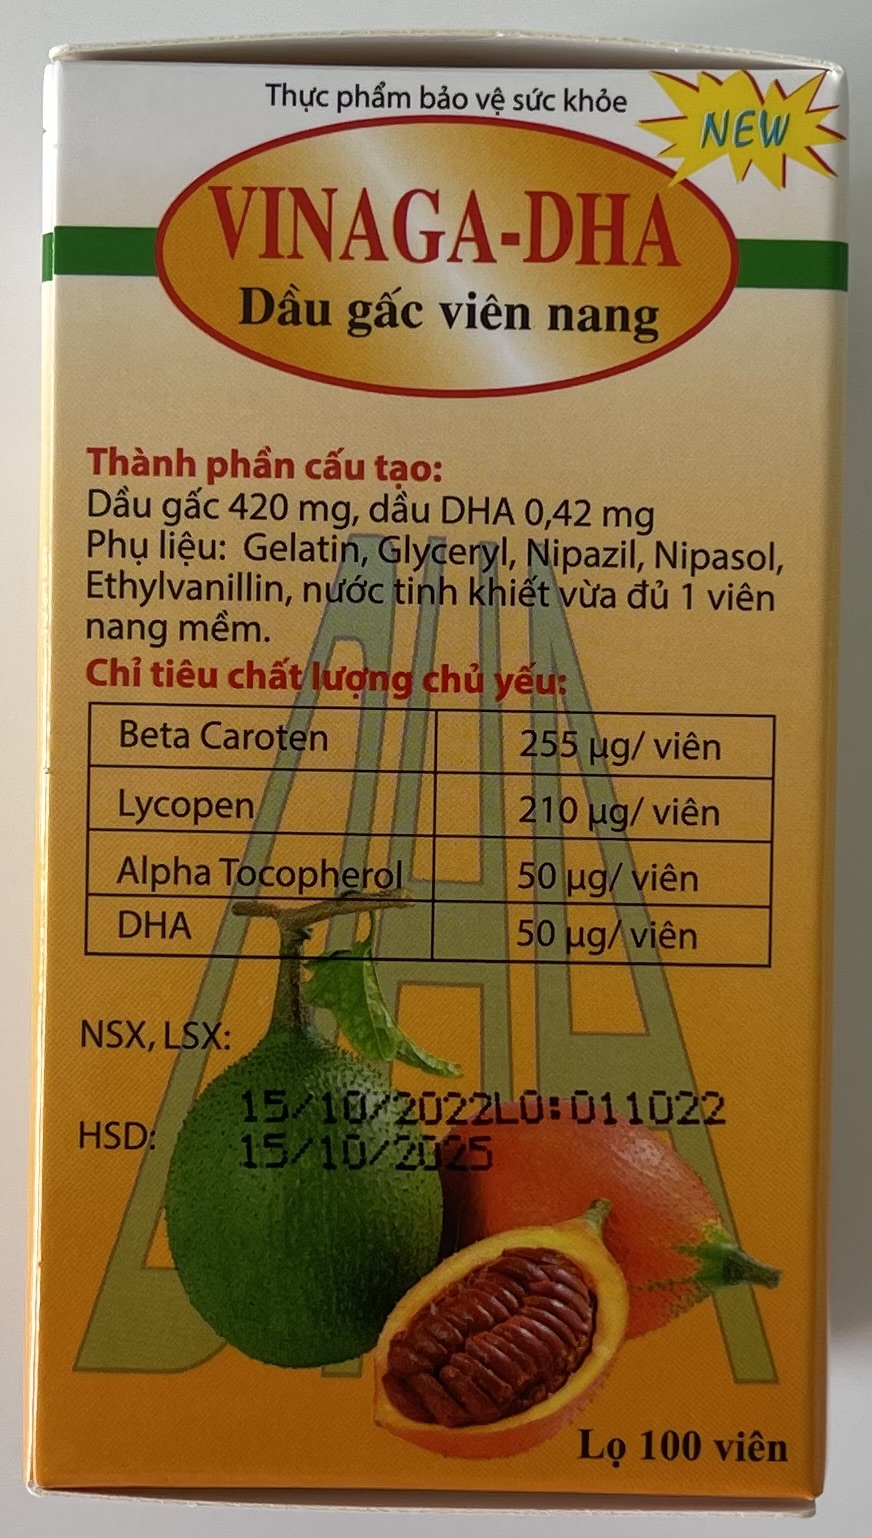 Thực phẩm bảo vệ sức khỏe
NEW
VINAGA-DHA
Dầu gấc viên nang
Thành phần cấu tạo:
Dầu gấc 420 mg, dầu DHA 0,42 mg
Phụ liệu: Gelatin, Glyceryl, Nipazil, Nipasol,
Ethylvanillin, nước tinh khiết vừa đủ 1 viên
nang mềm.
Chỉ tiêu chất lượng chủ yếu:
Beta Caroten 255 µg/ viên
Lycopen 210 µg/ viên
Alpha Tocopherol 50 µg/ viên
DHA 50 µg/ viên
NSX, LSX:
15/10/2022LÔ:011022
HSD:
15/10/2025
DHA
Lọ 100 viên